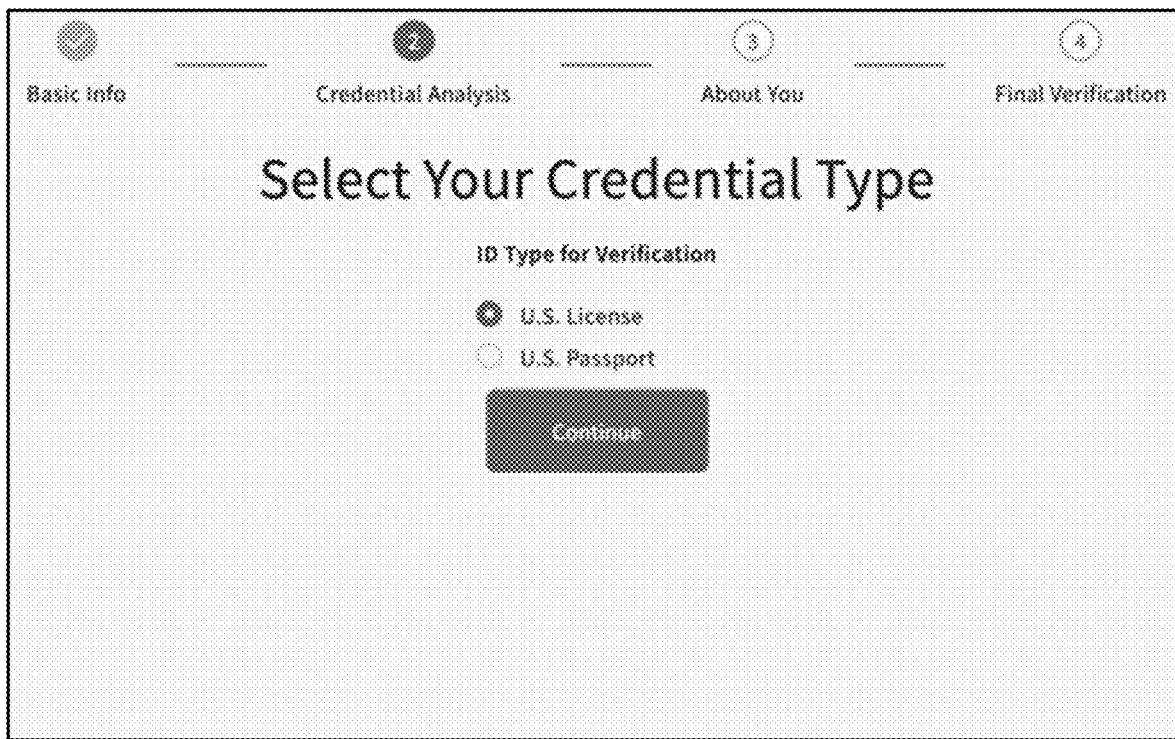 2 3 4
Basic Info Credential Analysis About You Final Verification
Select Your Credential Type
ID Type for Verification
U.S. License
U.S. Passport
Continue